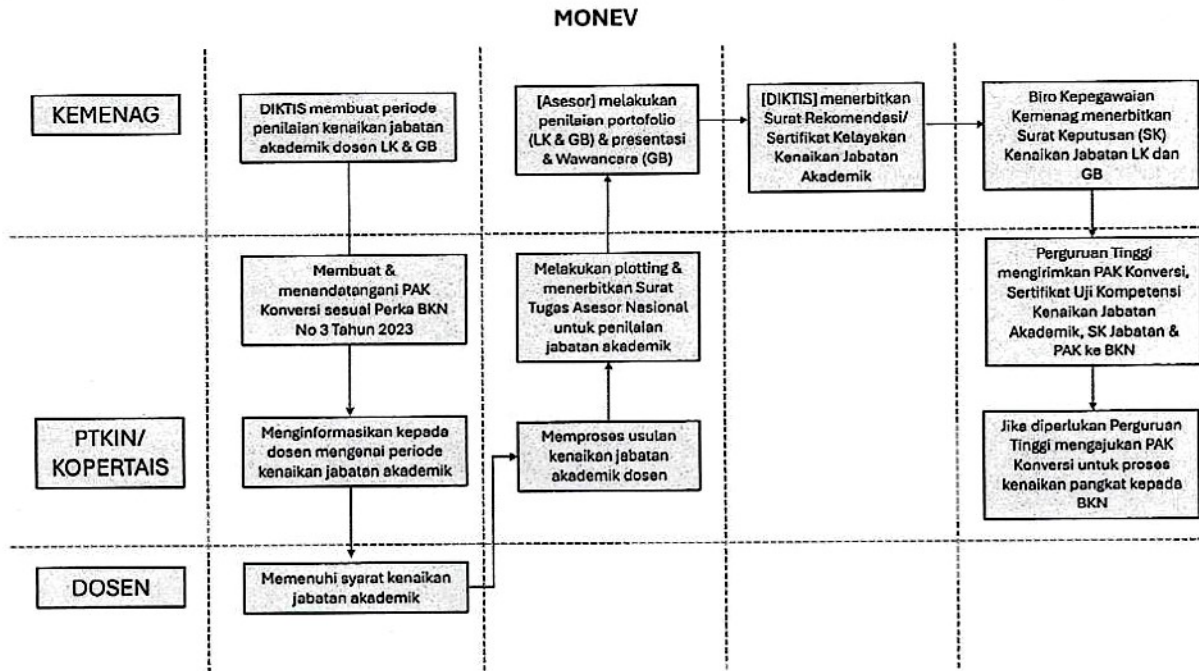 MONEV
KEMENAG
DIKTIS membuat periode
penilaian kenaikan jabatan
akademik dosen LK & GB
[Asesor] melakukan
penilaian portofolio
(LK & GB) & presentasi
& Wawancara (GB)
[DIKTIS] menerbitkan
Surat Rekomendasi/
Sertifikat Kelayakan
Kenaikan Jabatan
Akademik
Biro Kepegawaian
Kemenag menerbitkan
Surat Keputusan (SK)
Kenaikan Jabatan LK dan
GB
Membuat &
menandatangani PAK
Konversi sesuai Perka BKN
No 3 Tahun 2023
Melakukan plotting &
menerbitkan Surat
Tugas Asesor Nasional
untuk penilaian
jabatan akademik
Perguruan Tinggi
mengirimkan PAK Konversi,
Sertifikat Uji Kompetensi
Kenaikan Jabatan
Akademik, SK Jabatan &
PAK ke BKN
PTKIN/
KOPERTAIS
Menginformasikan kepada
dosen mengenai periode
kenaikan jabatan akademik
Memproses usulan
kenaikan jabatan
akademik dosen
Jika diperlukan Perguruan
Tinggi mengajukan PAK
Konversi untuk proses
kenaikan pangkat kepada
BKN
DOSEN
Memenuhi syarat kenaikan
jabatan akademik